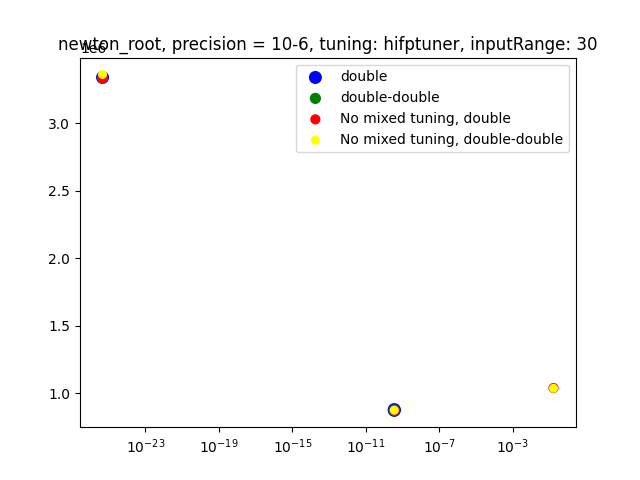 newton_root, precision = 10-6, tuning: hifptuner, inputRange: 30
1e6
double
double-double
No mixed tuning, double
No mixed tuning, double-double
3.0
2.5
2.0
1.5
1.0
10⁻²³ 10⁻¹⁹ 10⁻¹⁵ 10⁻¹¹ 10⁻⁷ 10⁻³